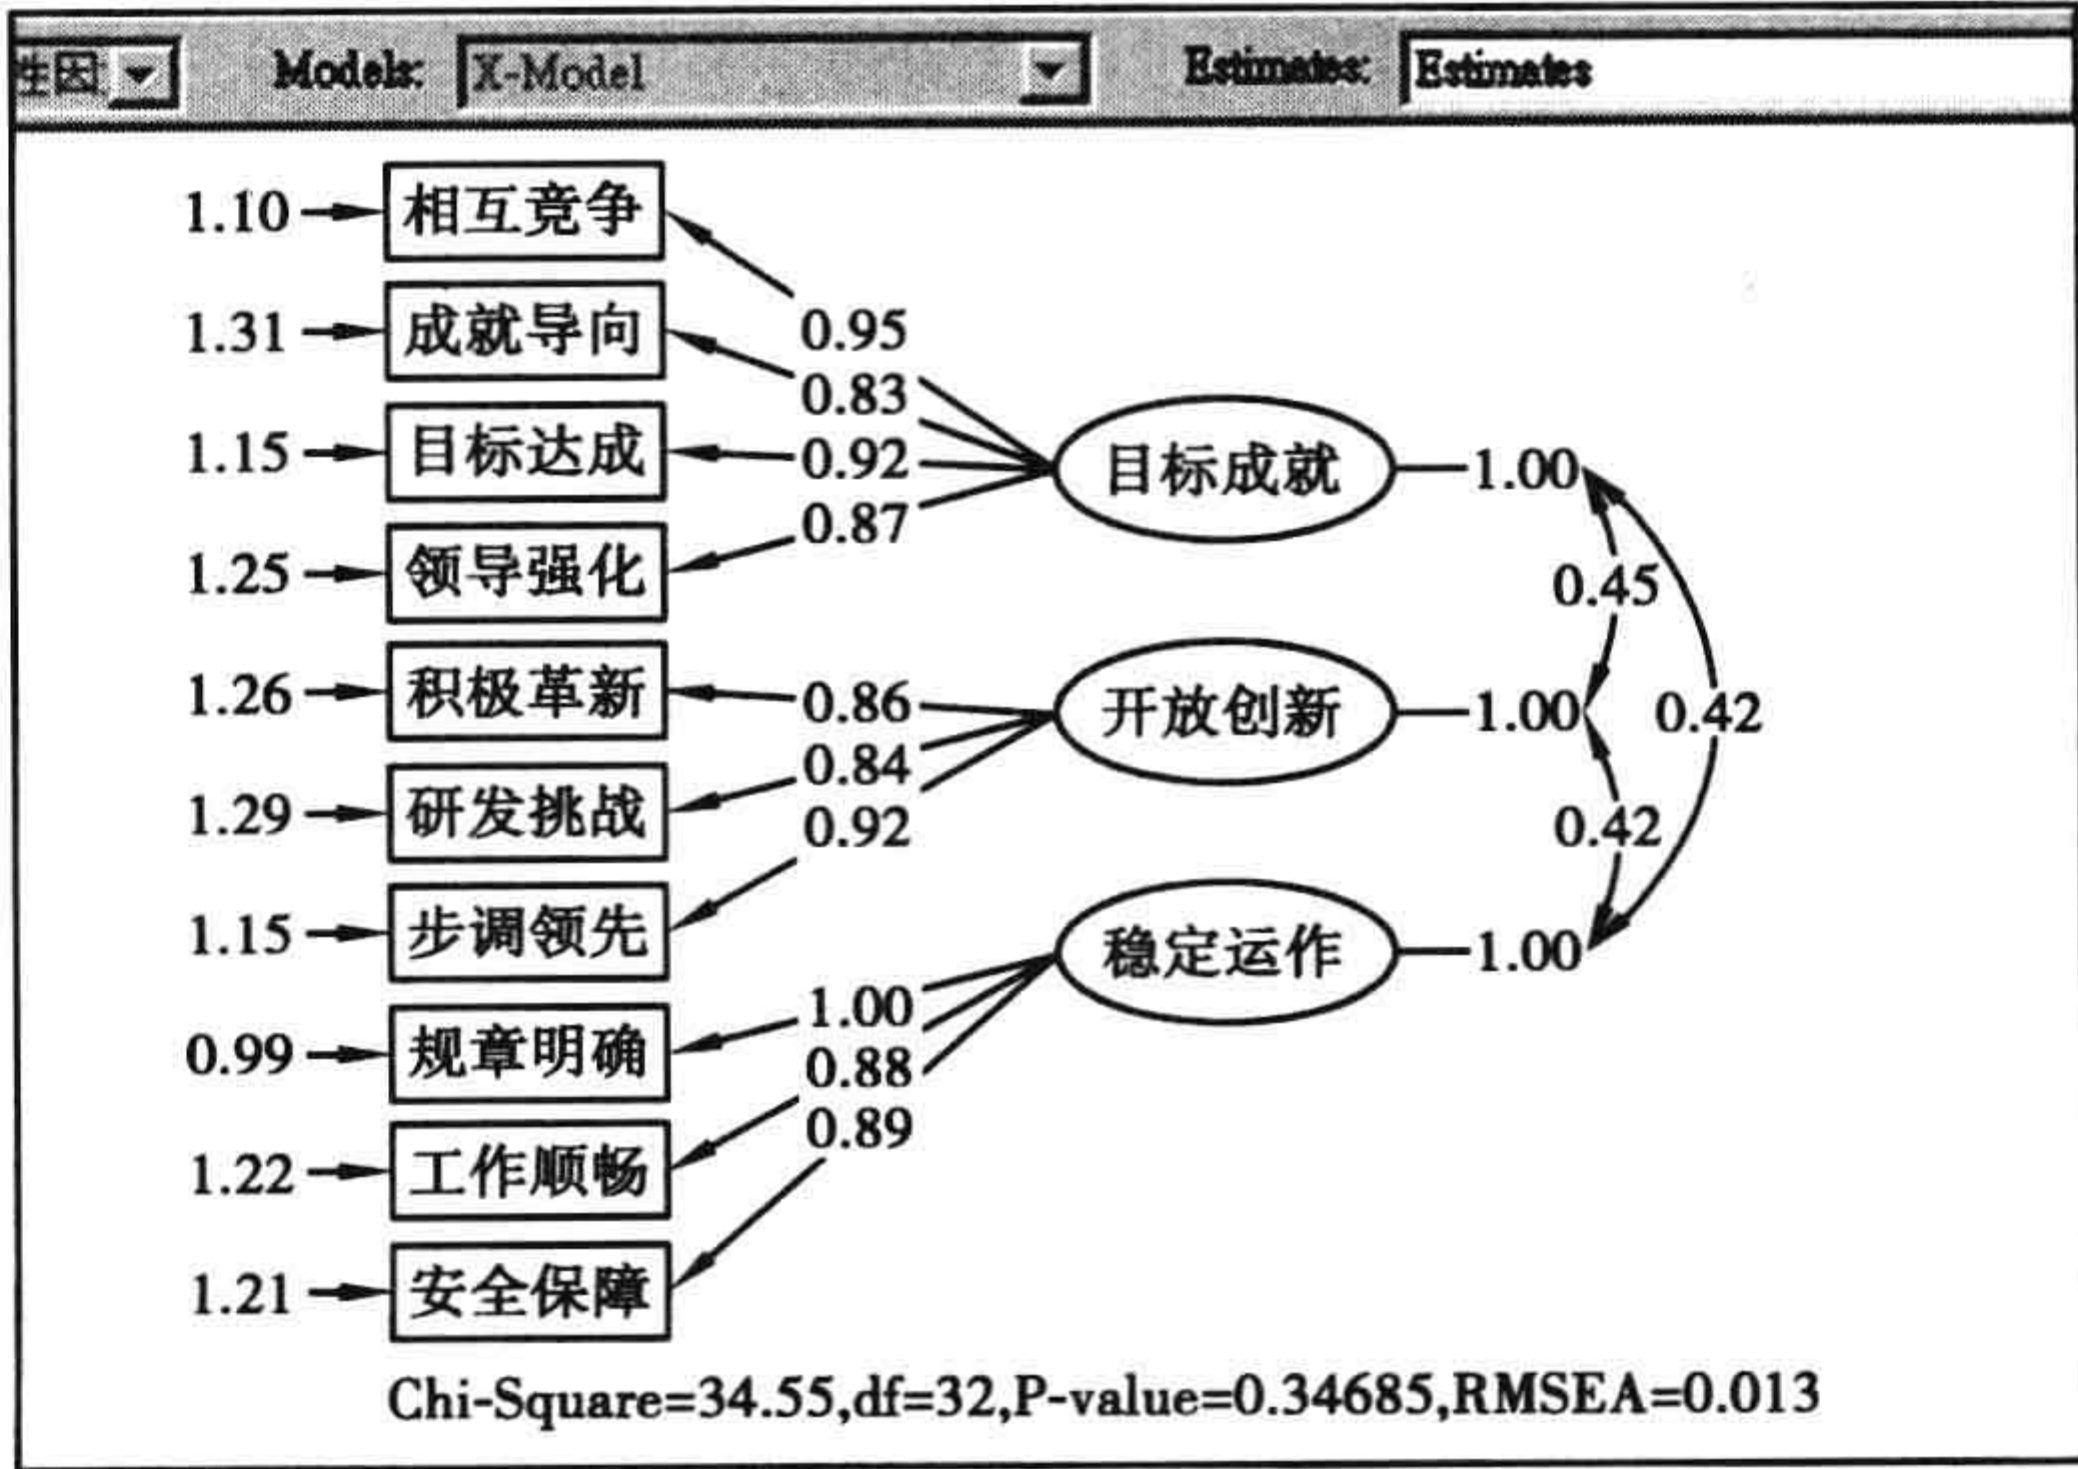 性因 Models: X-Model Estimates: Estimates
1.10 相互竞争
1.31 成就导向
0.95
0.83
1.15 目标达成
0.92
目标成就 1.00
0.87
1.25 领导强化
0.45
1.26 积极革新
0.86
开放创新 1.00
0.42
0.84
1.29 研发挑战
0.92
0.42
1.15 步调领先
稳定运作 1.00
1.00
0.99 规章明确
0.88
0.89
1.22 工作顺畅
1.21 安全保障
Chi-Square=34.55,df=32,P-value=0.34685,RMSEA=0.013